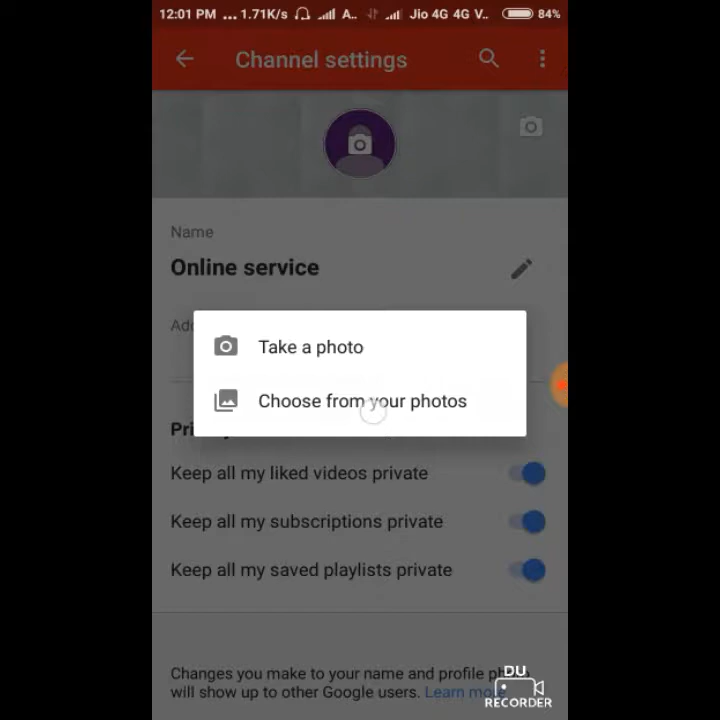 12:01 PM ... 1.71K/s A.. Jio 4G 4G V.. 84%
Channel settings
Name
Online service
Take a photo
Choose from your photos
Keep all my liked videos private
Keep all my subscriptions private
Keep all my saved playlists private
Changes you make to your name and profile
will show up to other Google users. Learn more
DU
RECORDER